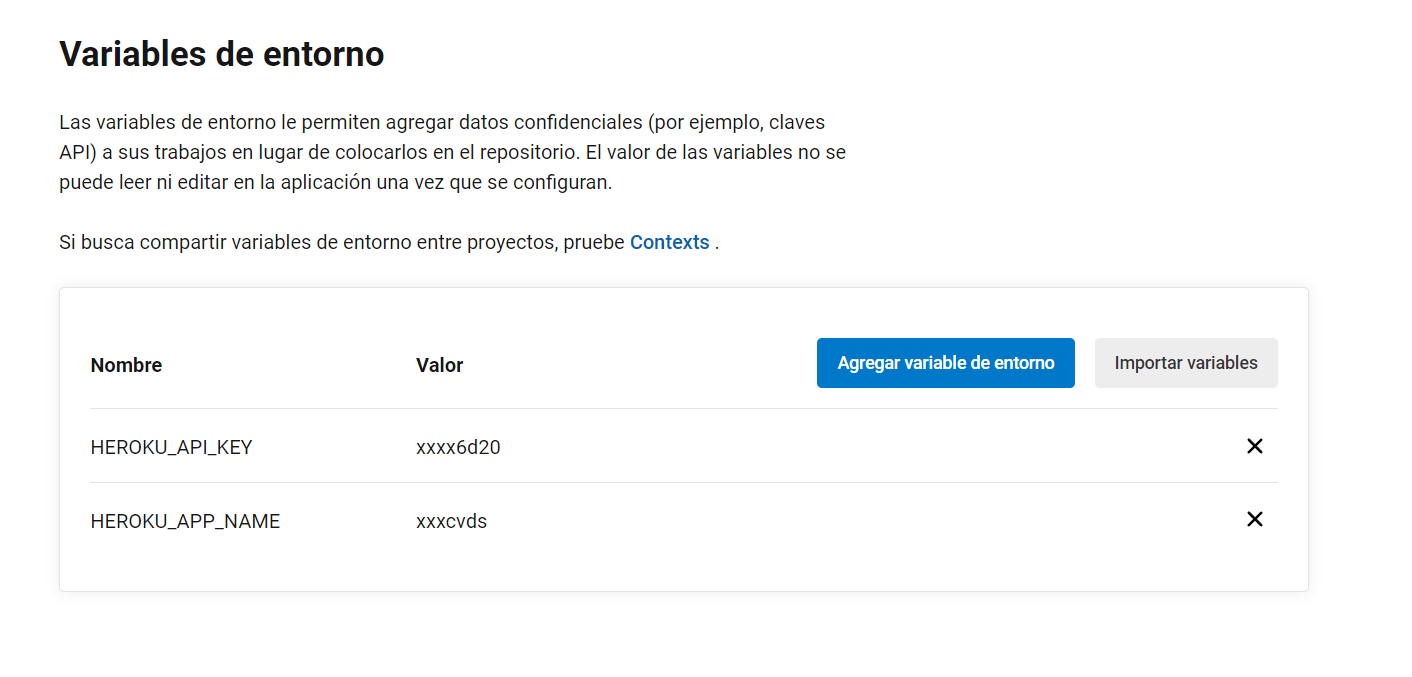 Variables de entorno
Las variables de entorno le permiten agregar datos confidenciales (por ejemplo, claves
API) a sus trabajos en lugar de colocarlos en el repositorio. El valor de las variables no se
puede leer ni editar en la aplicación una vez que se configuran.
Si busca compartir variables de entorno entre proyectos, pruebe Contexts .
Nombre Valor Agregar variable de entorno Importar variables
HEROKU_API_KEY xxxx6d20
HEROKU_APP_NAME xxxcvds